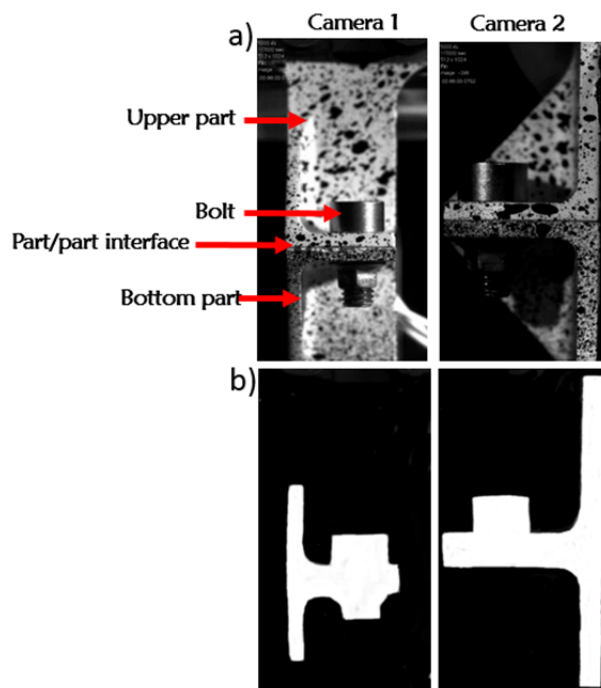 Camera 1
Camera 2
a)
Upper part
Bolt
Part/part interface
Bottom part
b)